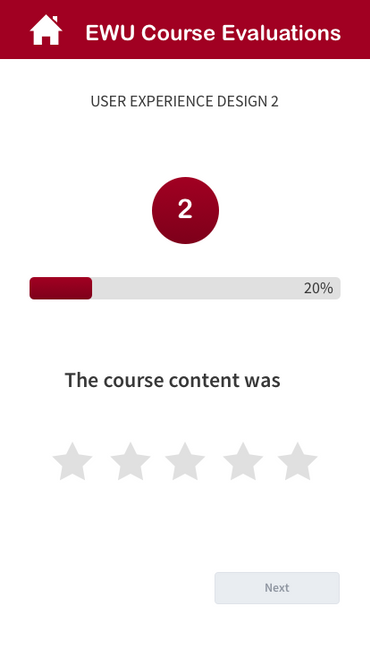 EWU Course Evaluations
USER EXPERIENCE DESIGN 2
2
20%
The course content was
Next